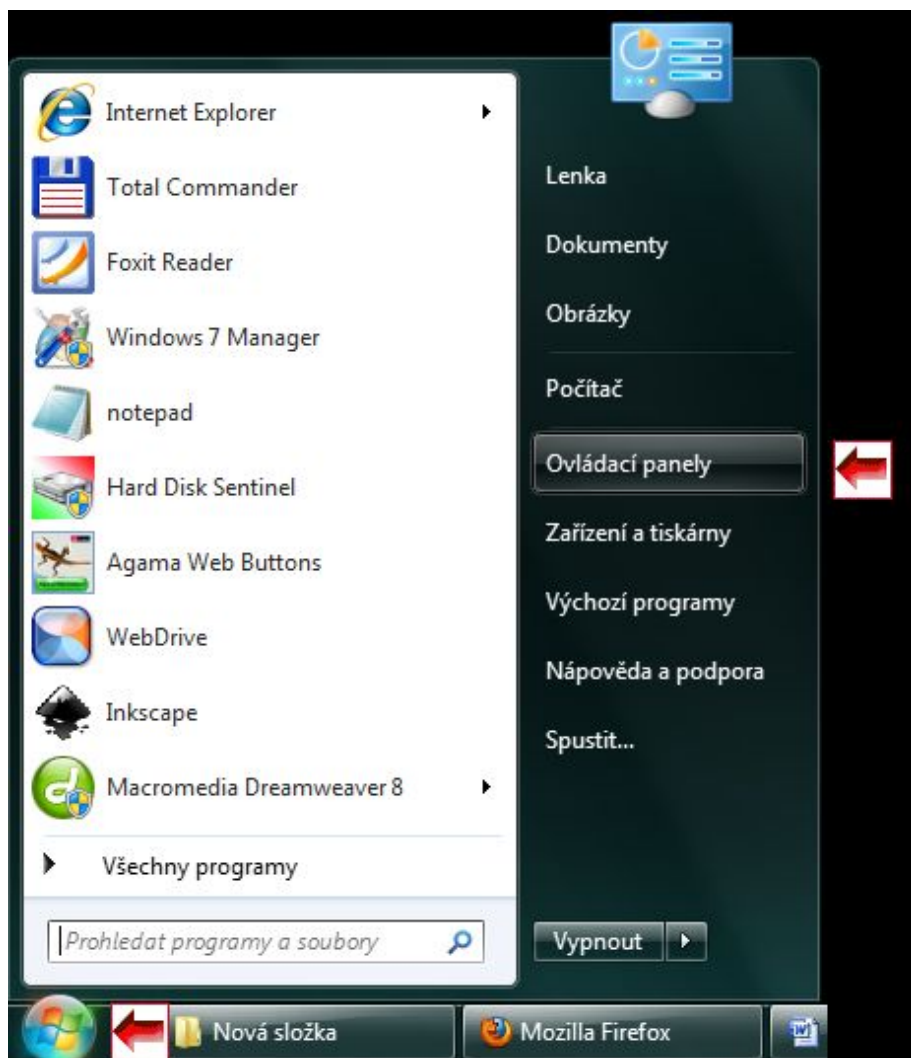 Internet Explorer
Total Commander
Foxit Reader
Windows 7 Manager
notepad
Hard Disk Sentinel
Agama Web Buttons
WebDrive
Inkscape
Macromedia Dreamweaver 8
Všechny programy
Prohledat programy a soubory
Lenka
Dokumenty
Obrázky
Počítač
Ovládací panely
Zařízení a tiskárny
Výchozí programy
Nápověda a podpora
Spustit...
Vypnout
Nová složka
Mozilla Firefox